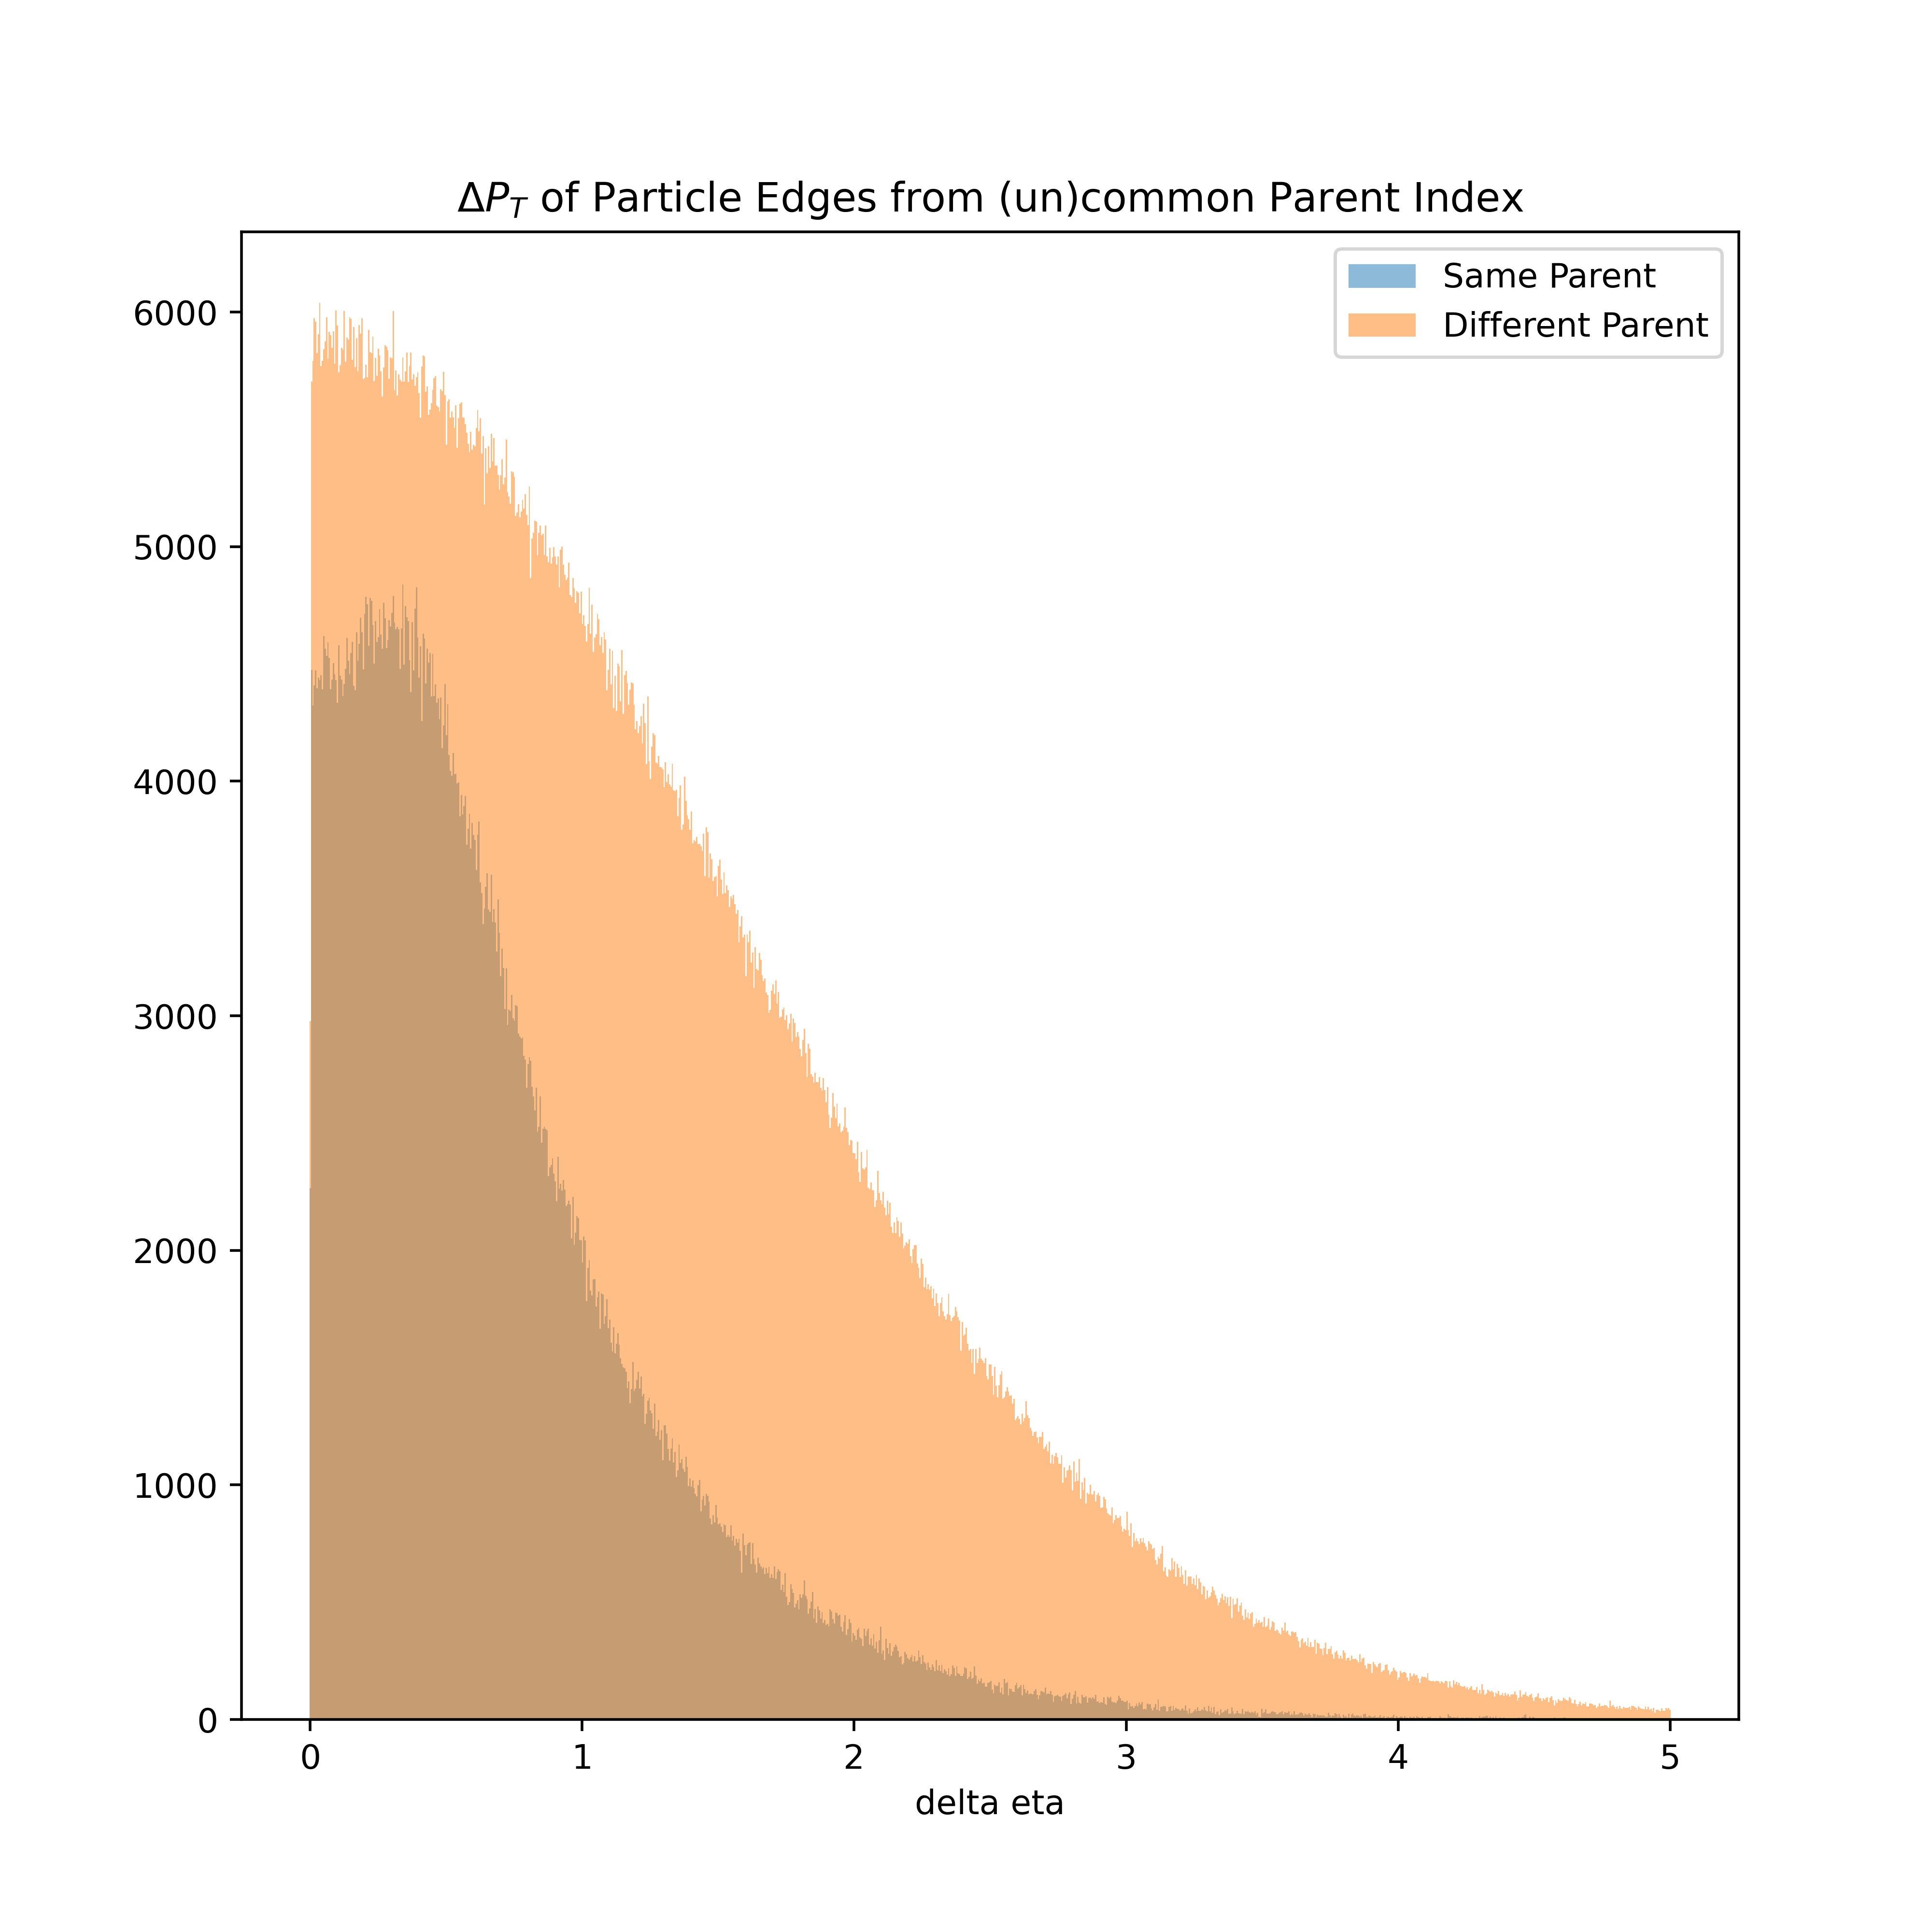 ΔP_T of Particle Edges from (un)common Parent Index
Same Parent
Different Parent
6000
5000
4000
3000
2000
1000
0
0 1 2 3 4 5
delta eta